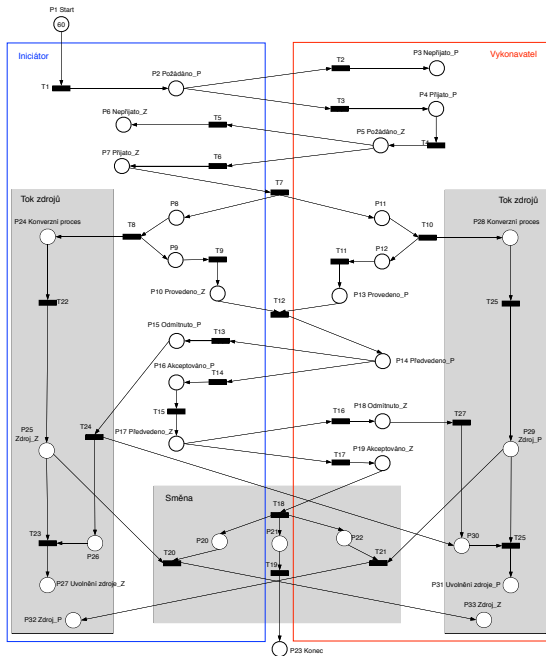 P1 Start
60
Iniciátor
Vykonavatel
T1
P2 Požádáno_P
T2
P3 Nepřijato_P
T3
P4 Přijato_P
P6 Nepřijato_Z
T5
P5 Požádáno_Z
T4
P7 Přijato_Z
T6
T7
Tok zdrojů
Tok zdrojů
P24 Konverzní proces
T8
P8
P11
T10
P28 Konverzní proces
P9
T9
T11
P12
P10 Provedeno_Z
P13 Provedeno_P
T22
T12
T25
P15 Odmítnuto_P
T13
P14 Předvedeno_P
P16 Akceptováno_P
T14
T15
P18 Odmítnuto_Z
T16
T27
P25
Zdroj_Z
T24
P17 Předvedeno_Z
P29
Zdroj_P
P19 Akceptováno_Z
T17
Směna
T18
T23
P26
P20
P21
P22
P30
T25
T20
T19
T21
P27 Uvolnění zdroje_Z
P31 Uvolnění zdroje_P
P32 Zdroj_P
P33 Zdroj_Z
P23 Konec